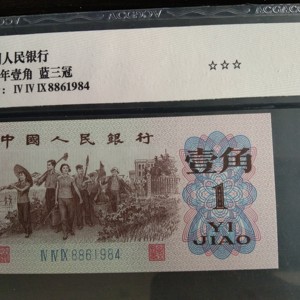 人民银行
年壹角 蓝三冠
: Ⅳ Ⅳ Ⅸ 8861984
☆☆☆
中國人民銀行
壹角
1
YI
JIAO
Ⅳ Ⅳ Ⅸ 8861984